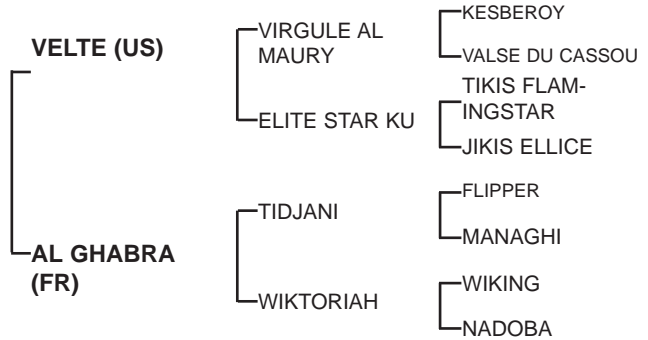 VELTE (US)
VIRGULE AL
MAURY
KESBEROY
VALSE DU CASSOU
ELITE STAR KU
TIKIS FLAM-
INGSTAR
JIKIS ELLICE
AL GHABRA
(FR)
TIDJANI
FLIPPER
MANAGHI
WIKTORIAH
WIKING
NADOBA